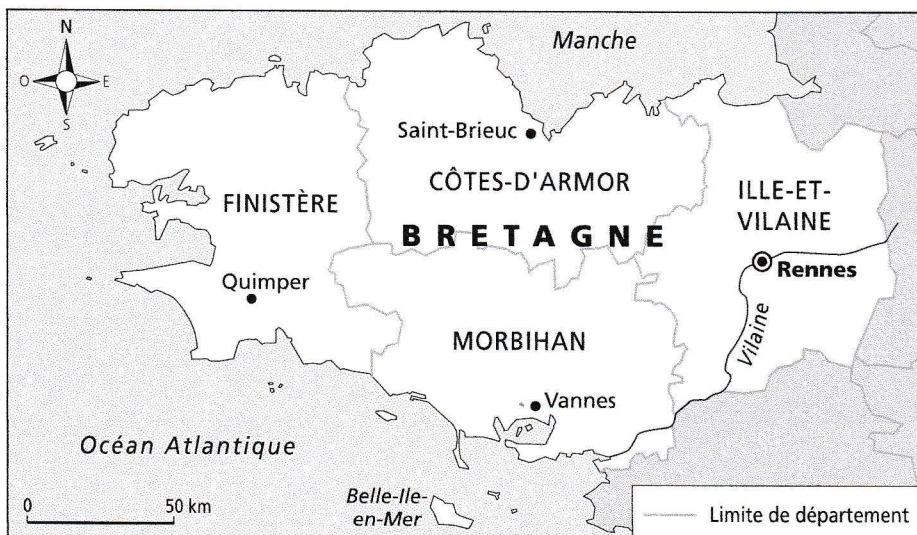 N
O
E
S
Manche
Saint-Brieuc
CÔTES-D'ARMOR
FINISTÈRE
ILLE-ET-
VILAINE
BRETAGNE
Rennes
Quimper
MORBIHAN
Vilaine
Vannes
Océan Atlantique
Belle-Ile-
en-Mer
0 50 km
Limite de département